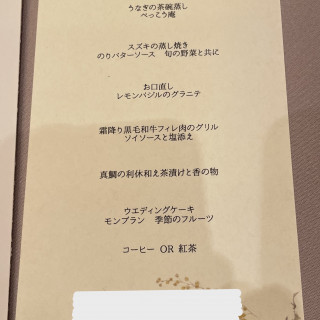 うなぎの茶碗蒸し
べっこう庵
スズキの蒸し焼き
のりバターソース　旬の野菜と共に
お口直し
レモンバジルのグラニテ
霜降り黒毛和牛フィレ肉のグリル
ソイソースと塩添え
真鯛の利休和え茶漬けと香の物
ウエディングケーキ
モンブラン　季節のフルーツ
コーヒー　OR　紅茶